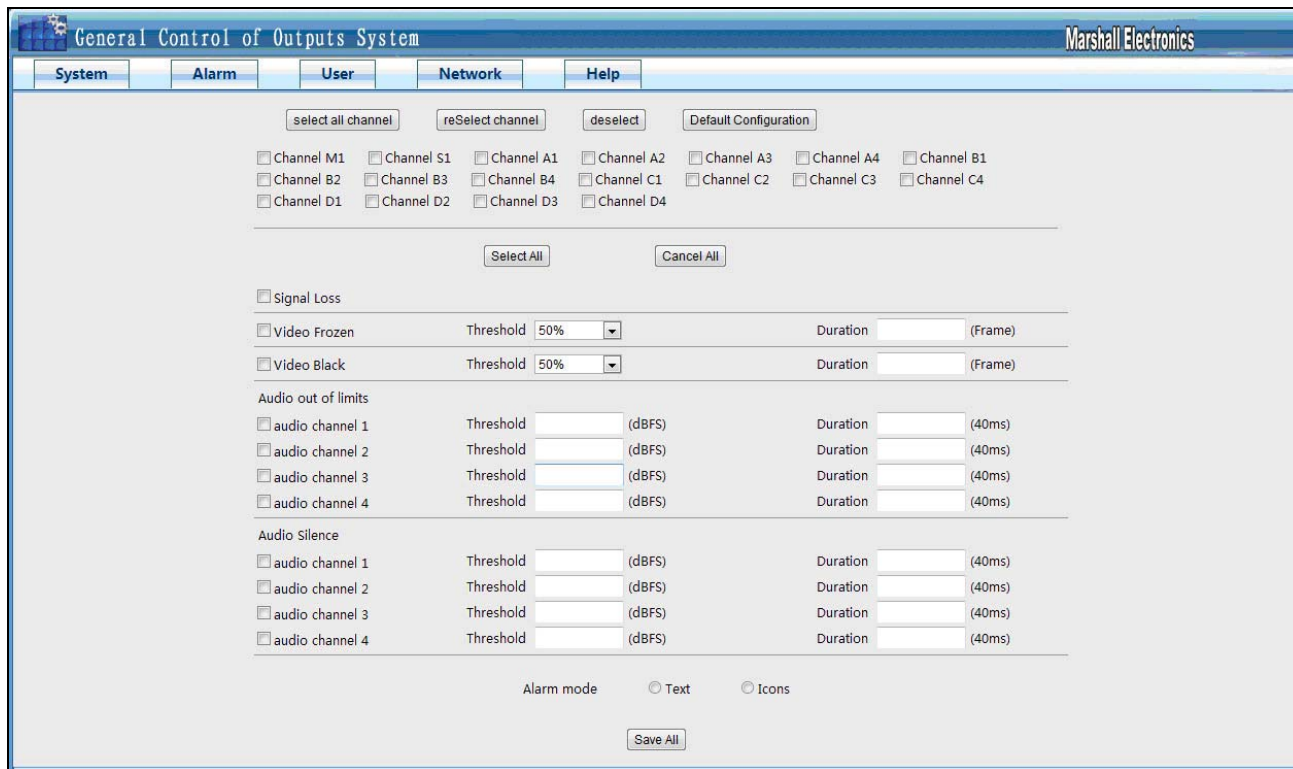 General Control of Outputs System Marshall Electronics
System Alarm User Network Help
select all channel reSelect channel deselect Default Configuration
Channel M1 Channel S1 Channel A1 Channel A2 Channel A3 Channel A4 Channel B1
Channel B2 Channel B3 Channel B4 Channel C1 Channel C2 Channel C3 Channel C4
Channel D1 Channel D2 Channel D3 Channel D4
Select All Cancel All
Signal Loss
Video Frozen Threshold 50% Duration (Frame)
Video Black Threshold 50% Duration (Frame)
Audio out of limits
audio channel 1 Threshold (dBFS) Duration (40ms)
audio channel 2 Threshold (dBFS) Duration (40ms)
audio channel 3 Threshold (dBFS) Duration (40ms)
audio channel 4 Threshold (dBFS) Duration (40ms)
Audio Silence
audio channel 1 Threshold (dBFS) Duration (40ms)
audio channel 2 Threshold (dBFS) Duration (40ms)
audio channel 3 Threshold (dBFS) Duration (40ms)
audio channel 4 Threshold (dBFS) Duration (40ms)
Alarm mode Text Icons
Save All